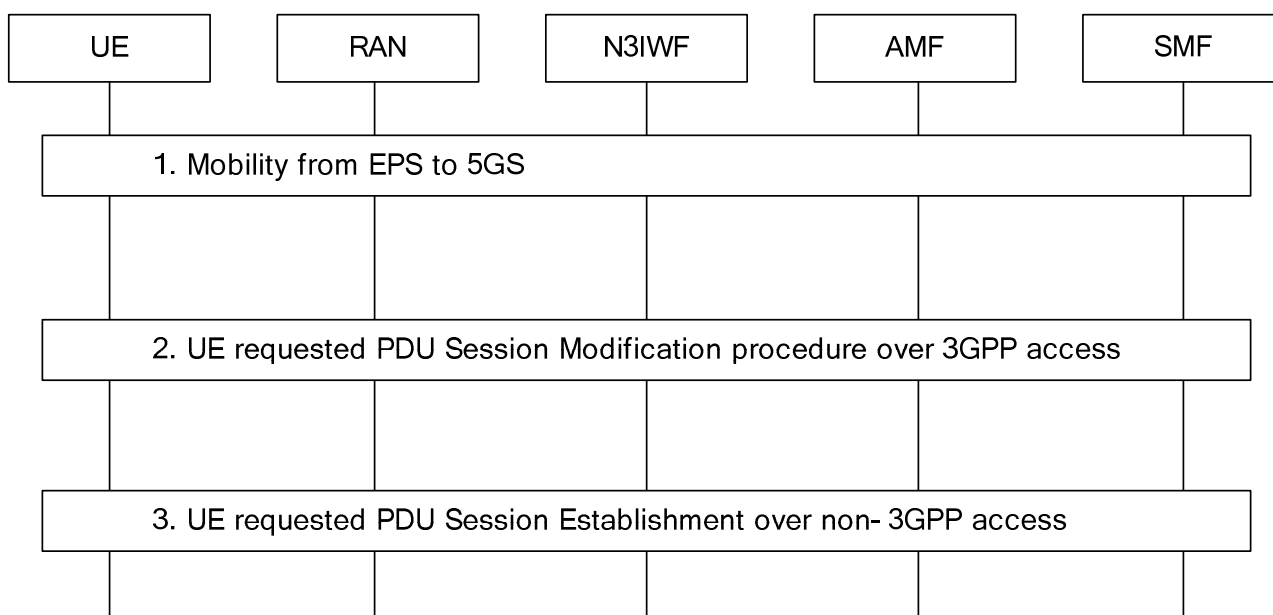 UE
RAN
N3IWF
AMF
SMF
1. Mobility from EPS to 5GS
2. UE requested PDU Session Modification procedure over 3GPP access
3. UE requested PDU Session Establishment over non- 3GPP access